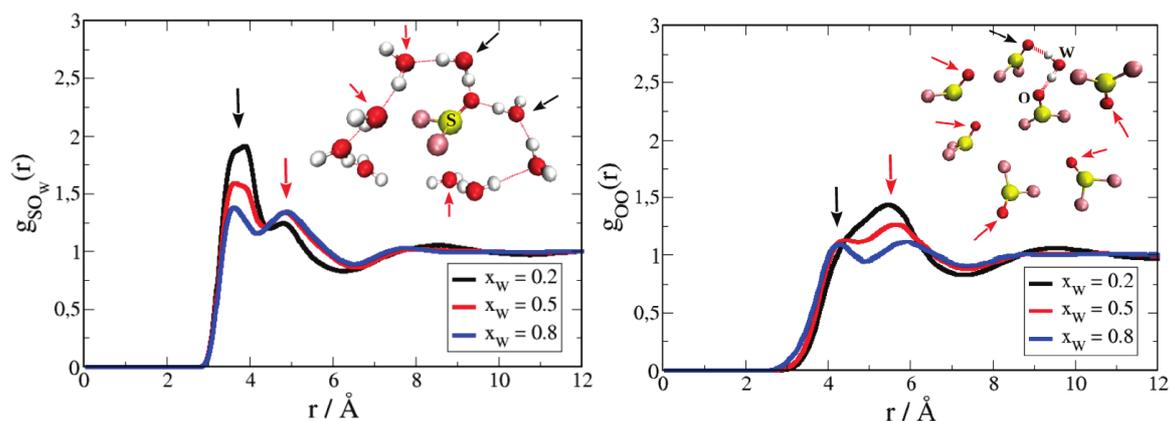 3
2,5
2
1,5
1
0,5
0
g_SO_W(r)
S
x_W = 0.2
x_W = 0.5
x_W = 0.8
0 2 4 6 8 10 12
r / Å
3
2,5
2
1,5
1
0,5
0
g_OO(r)
W
O
x_W = 0.2
x_W = 0.5
x_W = 0.8
0 2 4 6 8 10 12
r / Å